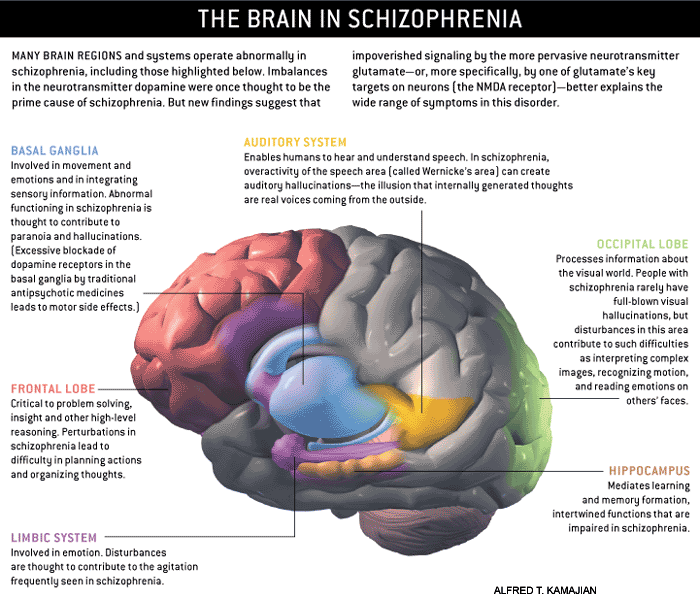 THE BRAIN IN SCHIZOPHRENIA
MANY BRAIN REGIONS and systems operate abnormally in
schizophrenia, including those highlighted below. Imbalances
in the neurotransmitter dopamine were once thought to be the
prime cause of schizophrenia. But new findings suggest that
impoverished signaling by the more pervasive neurotransmitter
glutamate—or, more specifically, by one of glutamate's key
targets on neurons (the NMDA receptor)—better explains the
wide range of symptoms in this disorder.
BASAL GANGLIA
Involved in movement and
emotions and in integrating
sensory information. Abnormal
functioning in schizophrenia is
thought to contribute to
paranoia and hallucinations.
(Excessive blockade of
dopamine receptors in the
basal ganglia by traditional
antipsychotic medicines
leads to motor side effects.)
AUDITORY SYSTEM
Enables humans to hear and understand speech. In schizophrenia,
overactivity of the speech area (called Wernicke's area) can create
auditory hallucinations—the illusion that internally generated thoughts
are real voices coming from the outside.
OCCIPITAL LOBE
Processes information about
the visual world. People with
schizophrenia rarely have
full-blown visual
hallucinations, but
disturbances in this area
contribute to such difficulties
as interpreting complex
images, recognizing motion,
and reading emotions on
others' faces.
FRONTAL LOBE
Critical to problem solving,
insight and other high-level
reasoning. Perturbations in
schizophrenia lead to
difficulty in planning actions
and organizing thoughts.
HIPPOCAMPUS
Mediates learning
and memory formation,
intertwined functions that are
impaired in schizophrenia.
LIMBIC SYSTEM
Involved in emotion. Disturbances
are thought to contribute to the agitation
frequently seen in schizophrenia.
ALFRED T. KAMAJIAN